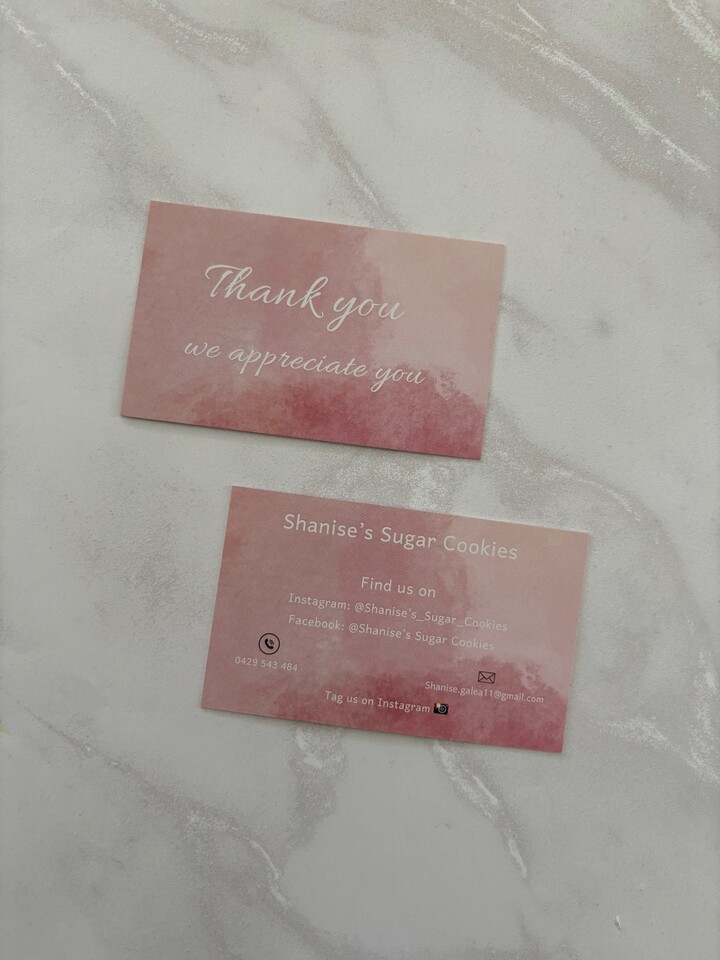 Thank you
we appreciate you
Shanise's Sugar Cookies
Find us on
Instagram: @Shanise's_Sugar_Cookies
Facebook: @Shanise's Sugar Cookies
0429 543 484
Shanise.galea11@gmail.com
Tag us on Instagram 📸